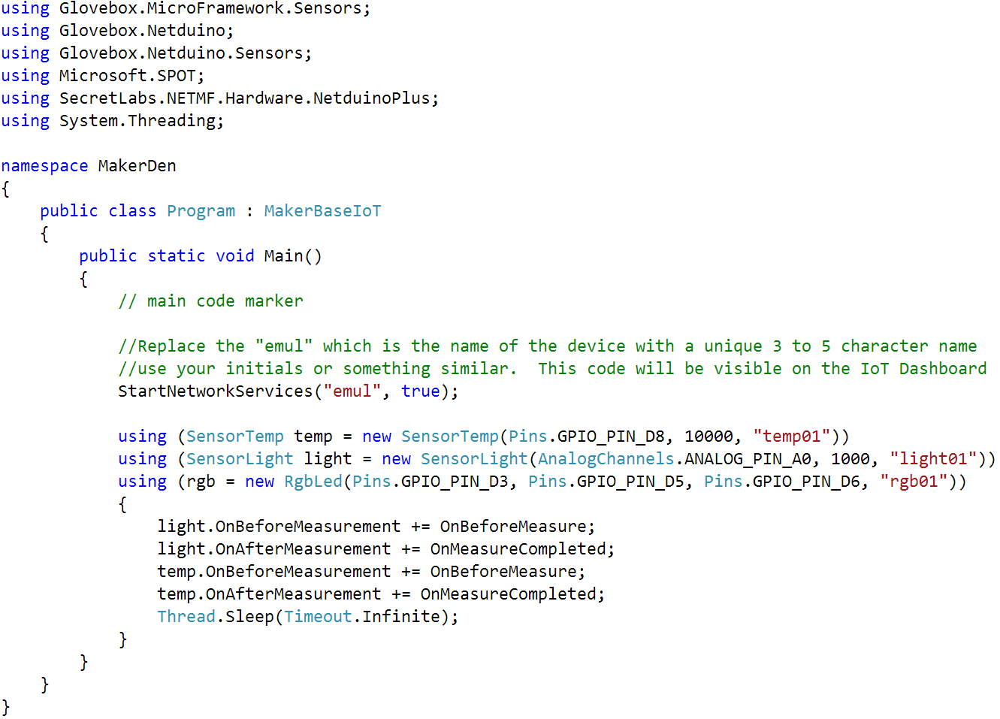 using Glovebox.MicroFramework.Sensors;
using Glovebox.Netduino;
using Glovebox.Netduino.Sensors;
using Microsoft.SPOT;
using SecretLabs.NETMF.Hardware.NetduinoPlus;
using System.Threading;

namespace MakerDen
{
    public class Program : MakerBaseIoT
    {
        public static void Main()
        {
            // main code marker

            //Replace the "emul" which is the name of the device with a unique 3 to 5 character name
            //use your initials or something similar.  This code will be visible on the IoT Dashboard
            StartNetworkServices("emul", true);

            using (SensorTemp temp = new SensorTemp(Pins.GPIO_PIN_D8, 10000, "temp01"))
            using (SensorLight light = new SensorLight(AnalogChannels.ANALOG_PIN_A0, 1000, "light01"))
            using (rgb = new RgbLed(Pins.GPIO_PIN_D3, Pins.GPIO_PIN_D5, Pins.GPIO_PIN_D6, "rgb01"))
            {
                light.OnBeforeMeasurement += OnBeforeMeasure;
                light.OnAfterMeasurement += OnMeasureCompleted;
                temp.OnBeforeMeasurement += OnBeforeMeasure;
                temp.OnAfterMeasurement += OnMeasureCompleted;
                Thread.Sleep(Timeout.Infinite);
            }
        }
    }
}